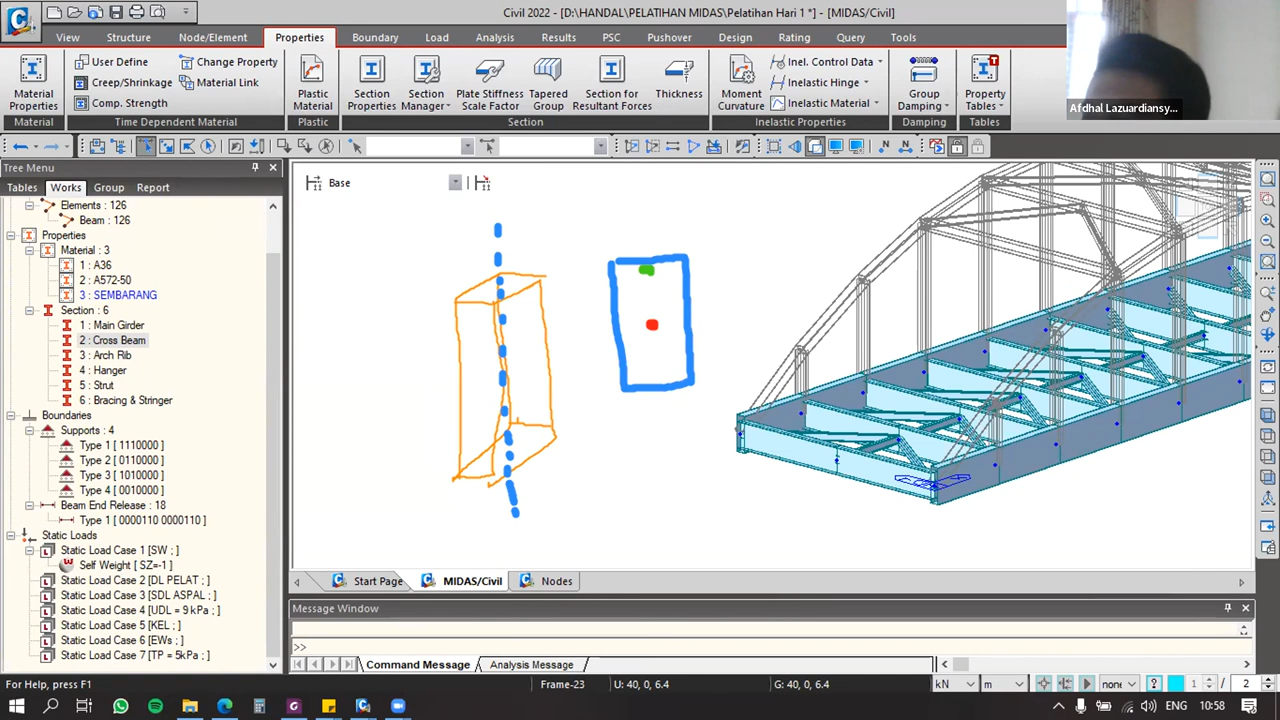 Civil 2022 - [D:\HANDAL\PELATIHAN MIDAS\Pelatihan Hari 1 *] - [MIDAS/Civil]
View Structure Node/Element Properties Boundary Load Analysis Results PSC Pushover Design Rating Query Tools
Material Properties
Material
User Define
Creep/Shrinkage
Comp. Strength
Change Property
Material Link
Time Dependent Material
Plastic Material
Plastic
Section Properties
Section Manager
Plate Stiffness Scale Factor
Tapered Group
Section for Resultant Forces
Thickness
Section
Moment Curvature
Inel. Control Data
Inelastic Hinge
Inelastic Material
Inelastic Properties
Group Damping
Damping
Property Tables
Tables
Afdhal Lazuardiansy...
Tree Menu
Tables Works Group Report
Elements : 126
Beam : 126
Properties
Material : 3
1 : A36
2 : A572-50
3 : SEMBARANG
Section : 6
1 : Main Girder
2 : Cross Beam
3 : Arch Rib
4 : Hanger
5 : Strut
6 : Bracing & Stringer
Boundaries
Supports : 4
Type 1 [ 1110000 ]
Type 2 [ 0110000 ]
Type 3 [ 1010000 ]
Type 4 [ 0010000 ]
Beam End Release : 18
Type 1 [ 0000110 0000110 ]
Static Loads
Static Load Case 1 [SW ; ]
Self Weight [ SZ=-1 ]
Static Load Case 2 [DL PELAT ; ]
Static Load Case 3 [SDL ASPAL ; ]
Static Load Case 4 [UDL = 9 kPa ; ]
Static Load Case 5 [KEL ; ]
Static Load Case 6 [EWs ; ]
Static Load Case 7 [TP = 5kPa ; ]
Base
Start Page MIDAS/Civil Nodes
Message Window
>>
Command Message Analysis Message
For Help, press F1
Frame-23
U: 40, 0, 6.4
G: 40, 0, 6.4
kN
m
none
?
1
/
2
ENG
10:58